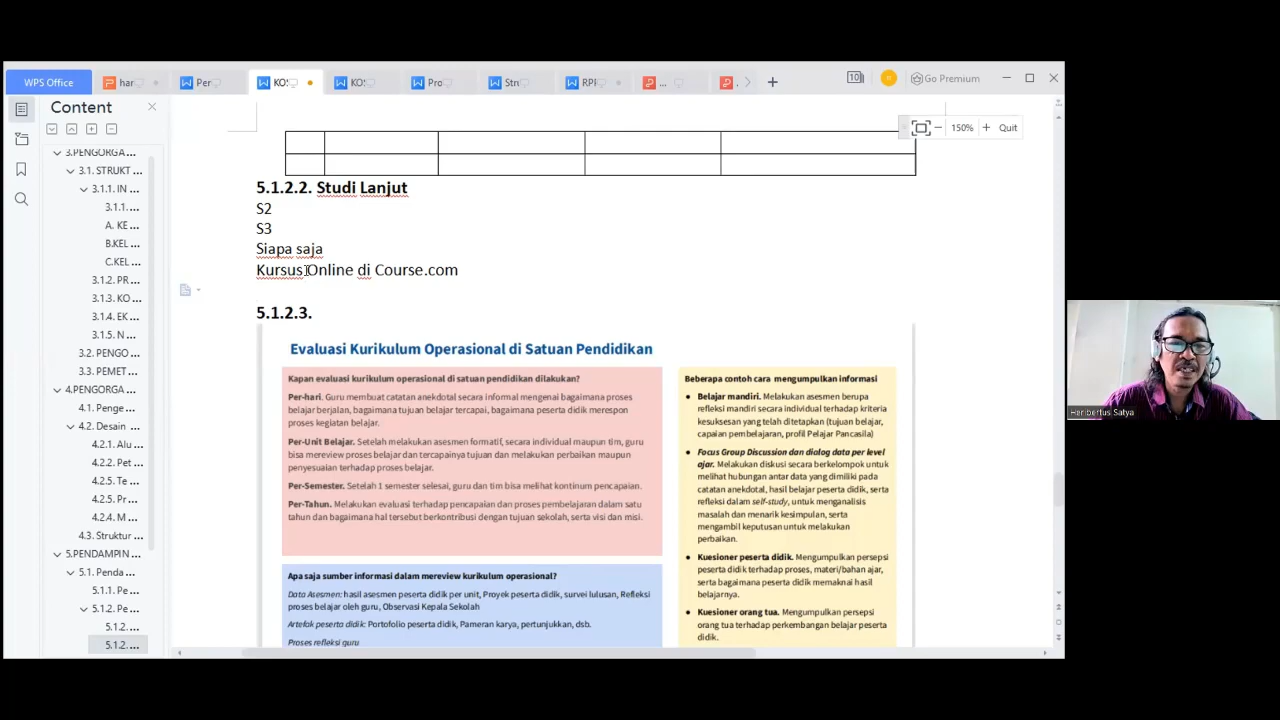 WPS Office
har
Per
KO
KO
Pro
Stru
RPI
...
10
Go Premium
Content
3.PENGORGA...
3.1. STRUKT ...
3.1.1. IN ...
3.1.1. ...
A. KE ...
B.KEL ...
C.KEL ...
3.1.2. PR ...
3.1.3. KO ...
3.1.4. EK ...
3.1.5. N ...
3.2. PENGO ...
3.3. PEMET ...
4.PENGORGA ...
4.1. Penge ...
4.2. Desain ...
4.2.1. Alu ...
4.2.2. Pet ...
4.2.5. Te ...
4.2.5. Pr ...
4.2.4. M ...
4.3. Struktur ...
5.PENDAMPIN ...
5.1. Penda ...
5.1.1. Pe ...
5.1.2. Pe ...
5.1.2. ...
5.1.2. ...
150%
Quit
5.1.2.2. Studi Lanjut
S2
S3
Siapa saja
Kursus Online di Course.com
5.1.2.3.
Evaluasi Kurikulum Operasional di Satuan Pendidikan
Kapan evaluasi kurikulum operasional di satuan pendidikan dilakukan?
Per-hari. Guru membuat catatan anekdotal secara informal mengenai bagaimana proses
belajar berjalan, bagaimana tujuan belajar tercapai, bagaimana peserta didik merespon
proses kegiatan belajar.
Per-Unit Belajar. Setelah melakukan asesmen formatif, secara individual maupun tim, guru
bisa mereview proses belajar dan tercapainya tujuan dan melakukan perbaikan maupun
penyesuaian terhadap proses belajar.
Per-Semester. Setelah 1 semester selesai, guru dan tim bisa melihat kontinum pencapaian.
Per-Tahun. Melakukan evaluasi terhadap pencapaian dan proses pembelajaran dalam satu
tahun dan bagaimana hal tersebut berkontribusi dengan tujuan sekolah, serta visi dan misi.
Apa saja sumber informasi dalam mereview kurikulum operasional?
Data Asesmen: hasil asesmen peserta didik per unit, Proyek peserta didik, survei lulusan, Refleksi
proses belajar oleh guru, Observasi Kepala Sekolah
Artefak peserta didik: Portofolio peserta didik, Pameran karya, pertunjukkan, dsb.
Proses refleksi guru
Beberapa contoh cara mengumpulkan informasi
● Belajar mandiri. Melakukan asesmen berupa
refleksi mandiri secara individual terhadap kriteria
kesuksesan yang telah ditetapkan (tujuan belajar,
capaian pembelajaran, profil Pelajar Pancasila)
● Focus Group Discussion dan dialog data per level
ajar. Melakukan diskusi secara berkelompok untuk
melihat hubungan antar data yang dimiliki pada
catatan anekdotal, hasil belajar peserta didik, serta
refleksi dalam self-study, untuk menganalisis
masalah dan menarik kesimpulan, serta
mengambil keputusan untuk melakukan
perbaikan.
● Kuesioner peserta didik. Mengumpulkan persepsi
peserta didik terhadap proses, materi/bahan ajar,
serta bagaimana peserta didik memaknai hasil
belajarnya.
● Kuesioner orang tua. Mengumpulkan persepsi
orang tua terhadap perkembangan belajar peserta
didik.
Heribertus Satya